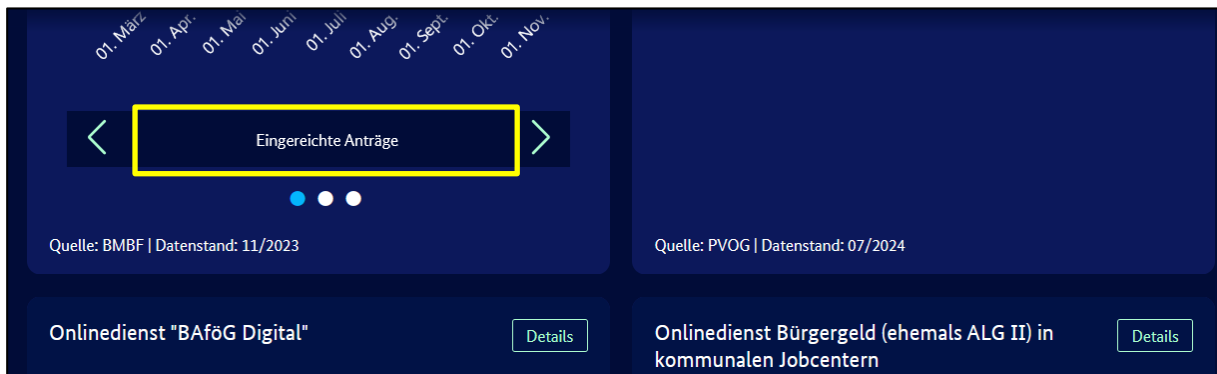 01. März 01. Apr. 01. Mai 01. Juni 01. Juli 01. Aug. 01. Sept. 01. Okt. 01. Nov.
Eingereichte Anträge
Quelle: BMBF | Datenstand: 11/2023
Quelle: PVOG | Datenstand: 07/2024
Onlinedienst "BAföG Digital"
Details
Onlinedienst Bürgergeld (ehemals ALG II) in
kommunalen Jobcentern
Details